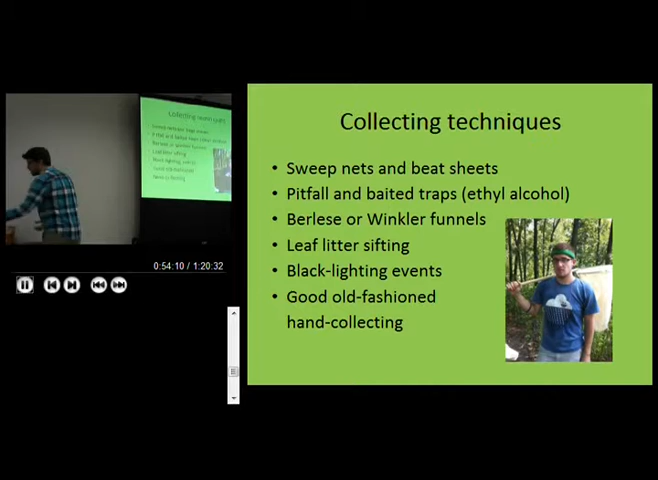 Collecting techniques
• Sweep nets and beat sheets
• Pitfall and baited traps (ethyl alcohol)
• Berlese or Winkler funnels
• Leaf litter sifting
• Black-lighting events
• Good old-fashioned
hand-collecting
0:54:10 / 1:20:32